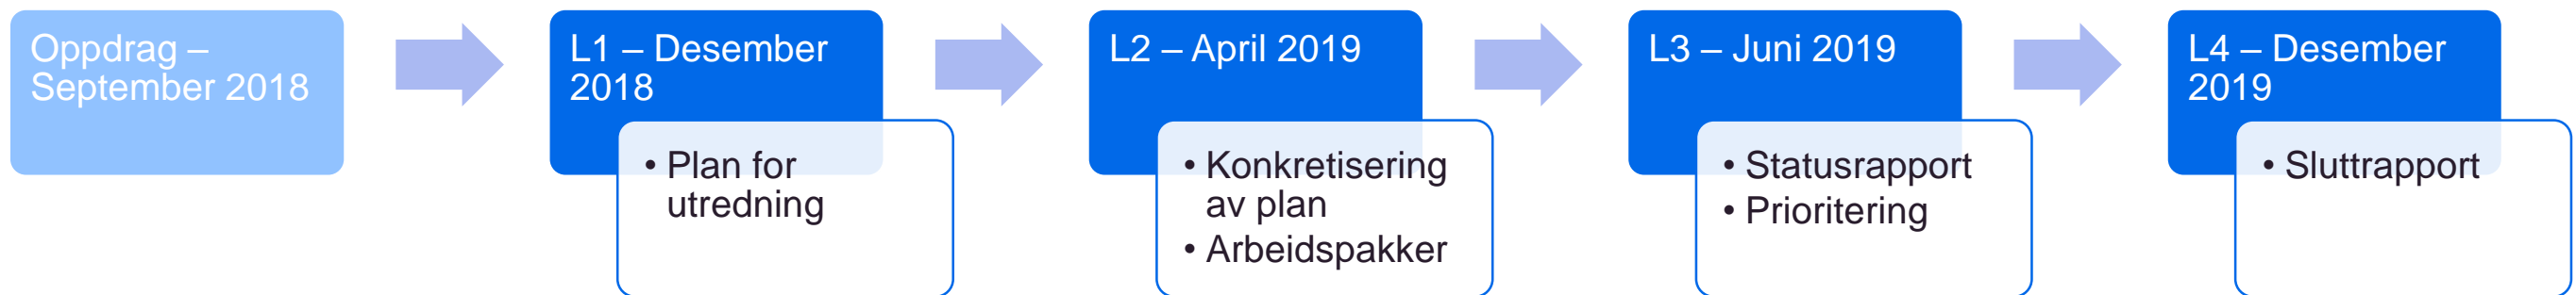 Oppdrag –
September 2018
L1 – Desember
2018
• Plan for
utredning
L2 – April 2019
• Konkretisering
av plan
• Arbeidspakker
L3 – Juni 2019
• Statusrapport
• Prioritering
L4 – Desember
2019
• Sluttrapport